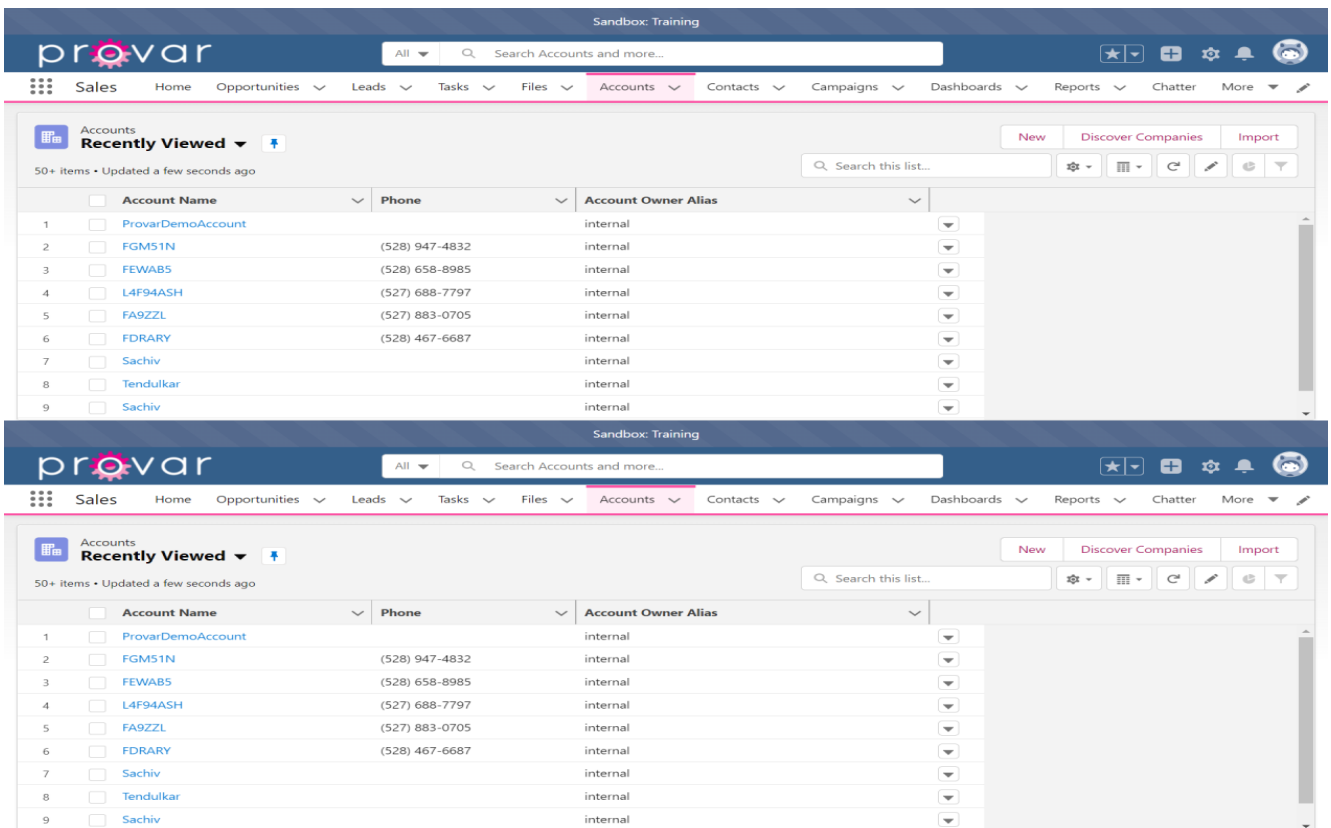 Sandbox: Training
provar All Search Accounts and more...
Sales Home Opportunities Leads Tasks Files Accounts Contacts Campaigns Dashboards Reports Chatter More
Accounts
Recently Viewed New Discover Companies Import
50+ items • Updated a few seconds ago Search this list...
Account Name Phone Account Owner Alias
1 ProvarDemoAccount internal
2 FGM51N (528) 947-4832 internal
3 FEWAB5 (528) 658-8985 internal
4 L4F94ASH (527) 688-7797 internal
5 FA9ZZL (527) 883-0705 internal
6 FDRARY (528) 467-6687 internal
7 Sachiv internal
8 Tendulkar internal
9 Sachiv internal
Sandbox: Training
provar All Search Accounts and more...
Sales Home Opportunities Leads Tasks Files Accounts Contacts Campaigns Dashboards Reports Chatter More
Accounts
Recently Viewed New Discover Companies Import
50+ items • Updated a few seconds ago Search this list...
Account Name Phone Account Owner Alias
1 ProvarDemoAccount internal
2 FGM51N (528) 947-4832 internal
3 FEWAB5 (528) 658-8985 internal
4 L4F94ASH (527) 688-7797 internal
5 FA9ZZL (527) 883-0705 internal
6 FDRARY (528) 467-6687 internal
7 Sachiv internal
8 Tendulkar internal
9 Sachiv internal